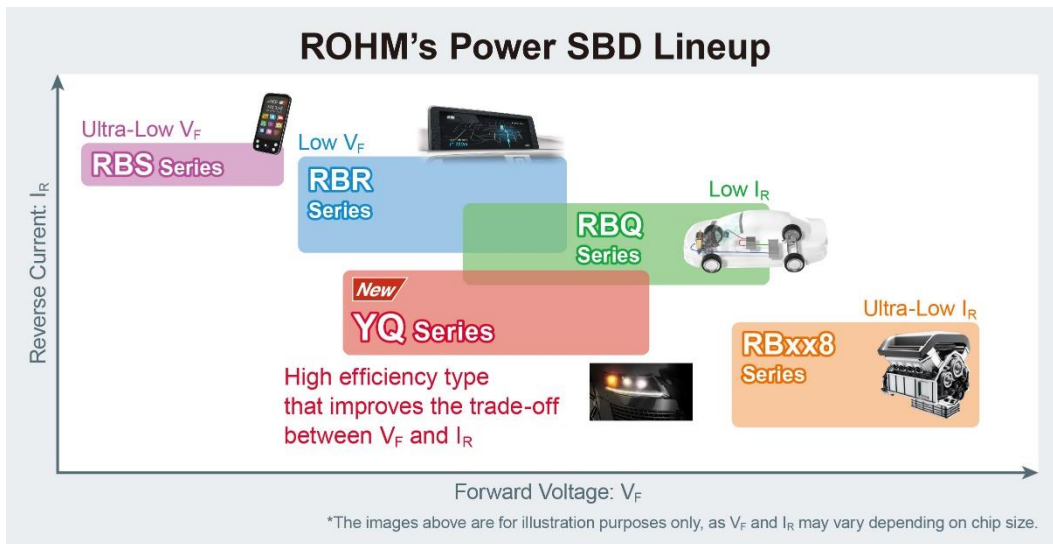 ROHM's Power SBD Lineup
Reverse Current: IR
Ultra-Low VF
RBS Series
Low VF
RBR
Series
Low IR
RBQ
Series
New
YQ Series
High efficiency type
that improves the trade-off
between VF and IR
Ultra-Low IR
RBxx8
Series
Forward Voltage: VF
*The images above are for illustration purposes only, as VF and IR may vary depending on chip size.